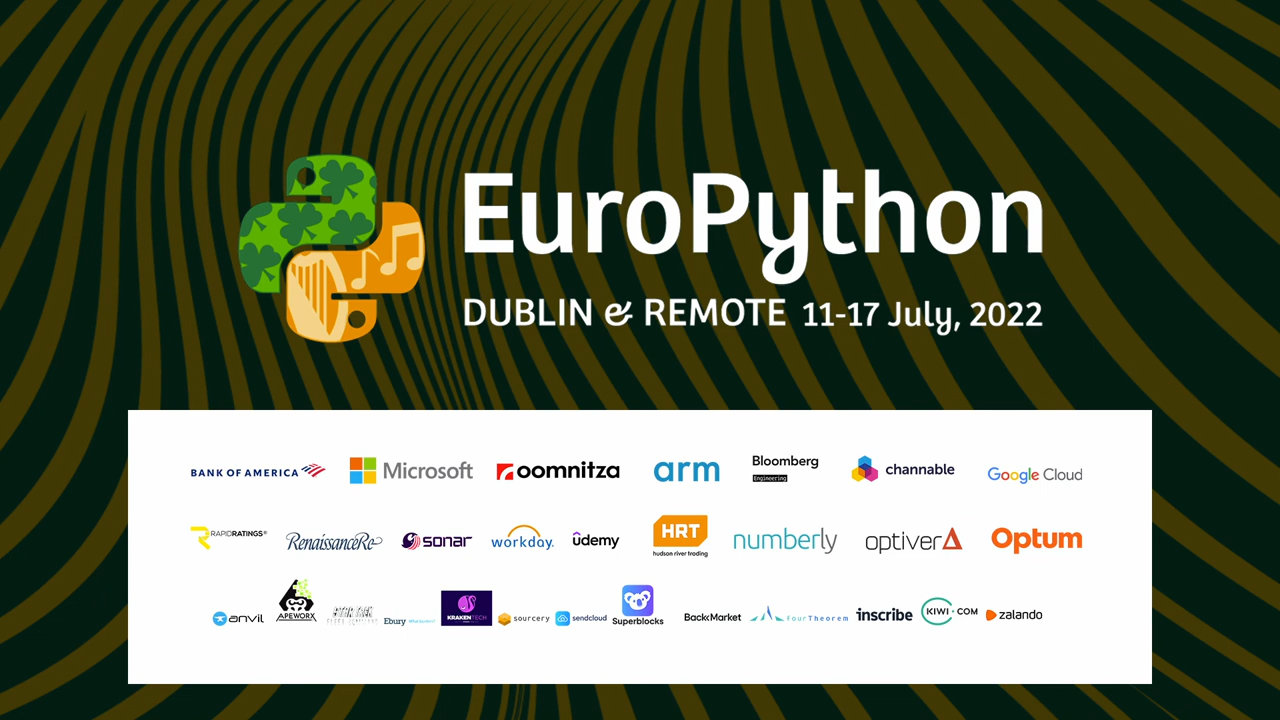 EuroPython
DUBLIN & REMOTE 11-17 July, 2022
BANK OF AMERICA Microsoft oomnitza arm Bloomberg Engineering channable Google Cloud
RAPIDRATINGS® RENAISSANCERE sonar workday. udemy HRT hudson river trading numberly optiver Optum
anvil APEWORX Ebury KRAKENTECH sourcery sendcloud Superblocks BackMarket fourTheorem inscribe KIWI.COM zalando